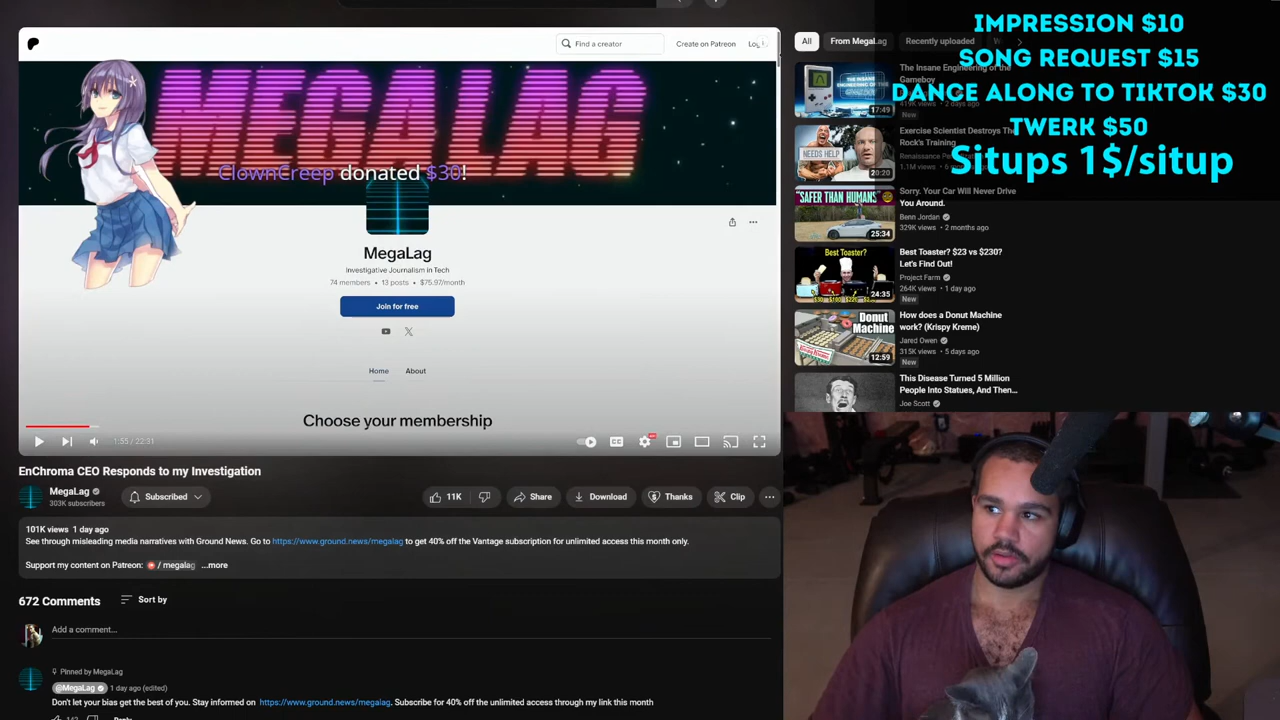 IMPRESSION $10
SONG REQUEST $15
DANCE ALONG TO TIKTOK $30
TWERK $50
Situps 1$/situp
Find a creator
Create on Patreon
MEGALAG
ClownCreep donated $30!
MegaLag
Investigative Journalism in Tech
74 members • 13 posts • $75.97/month
Join for free
Home
About
Choose your membership
1:55 / 22:31
CC
EnChroma CEO Responds to my Investigation
MegaLag
303K subscribers
Subscribed
11K
Share
Download
Thanks
Clip
101K views 1 day ago
See through misleading media narratives with Ground News. Go to https://www.ground.news/megalag to get 40% off the Vantage subscription for unlimited access this month only.
Support my content on Patreon: / megalag ...more
672 Comments
Sort by
Add a comment...
Pinned by MegaLag
@MegaLag 1 day ago (edited)
Don't let your bias get the best of you. Stay informed on https://www.ground.news/megalag. Subscribe for 40% off the unlimited access through my link this month
Reply
All
From MegaLag
Recently uploaded
The Insane Engineering of the
Gameboy
419K views • 2 days ago
New
17:49
Exercise Scientist Destroys The
Rock's Training
Renaissance
NEEDS HELP
20:20
Sorry. Your Car Will Never Drive
You Around.
Benn Jordan
329K views • 2 months ago
"SAFER THAN HUMANS"
25:34
Best Toaster? $23 vs $230?
Let's Find Out!
Project Farm
264K views • 1 day ago
New
Best Toaster?
24:35
How does a Donut Machine
work? (Krispy Kreme)
Jared Owen
315K views • 5 days ago
New
Donut
Machine
12:59
This Disease Turned 5 Million
People Into Statues, And Then...
Joe Scott